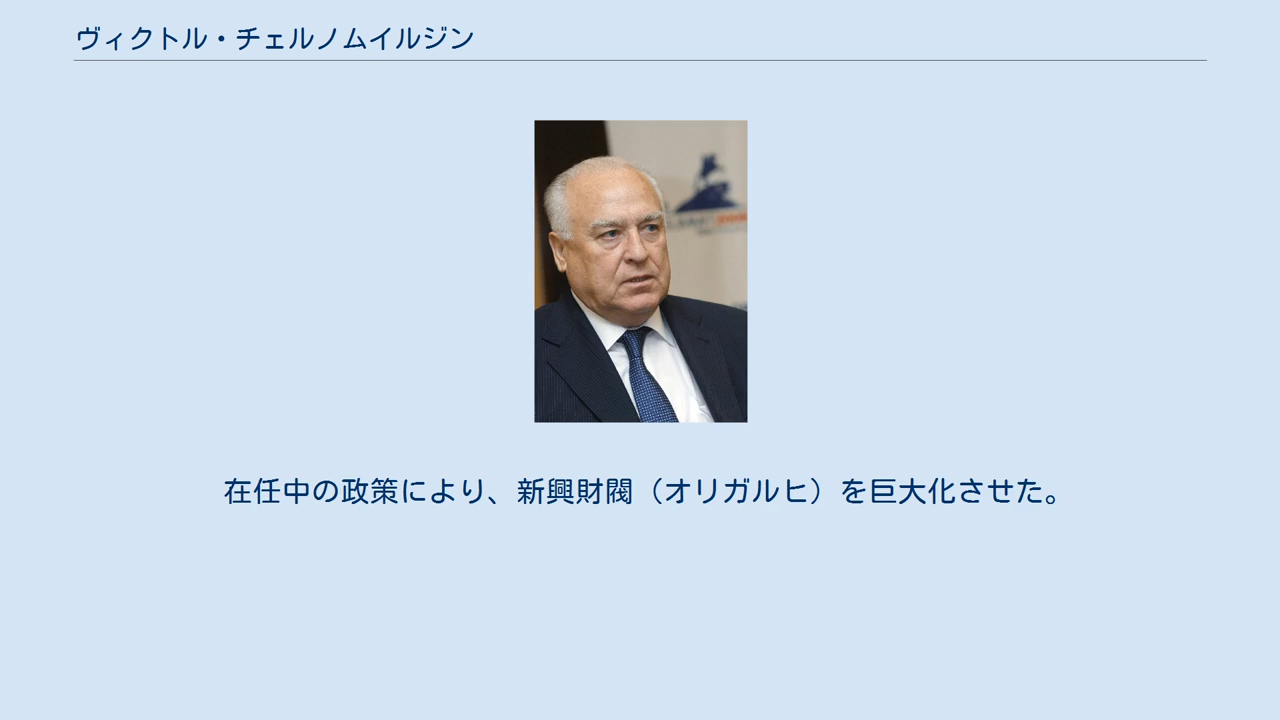 ヴィクトル・チェルノムイルジン
在任中の政策により、新興財閥（オリガルヒ）を巨大化させた。